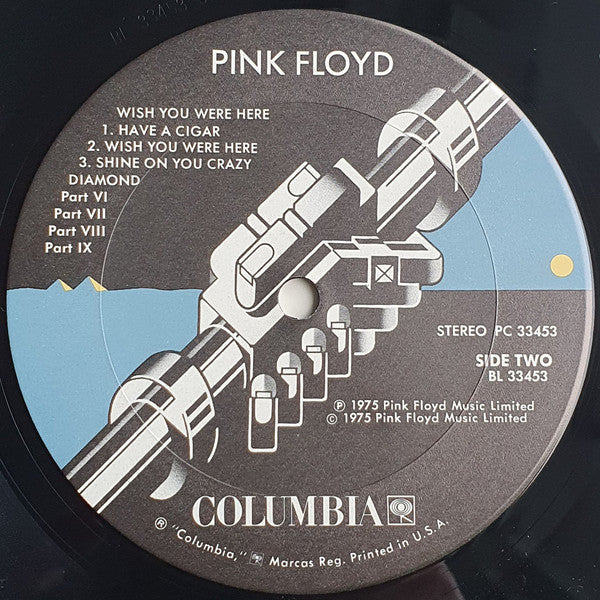 PINK FLOYD
WISH YOU WERE HERE
1. HAVE A CIGAR
2. WISH YOU WERE HERE
3. SHINE ON YOU CRAZY
DIAMOND
Part VI
Part VII
Part VIII
Part IX
STEREO PC 33453
SIDE TWO
BL 33453
Ⓟ 1975 Pink Floyd Music Limited
© 1975 Pink Floyd Music Limited
COLUMBIA
® "Columbia," Marcas Reg. Printed in U.S.A.